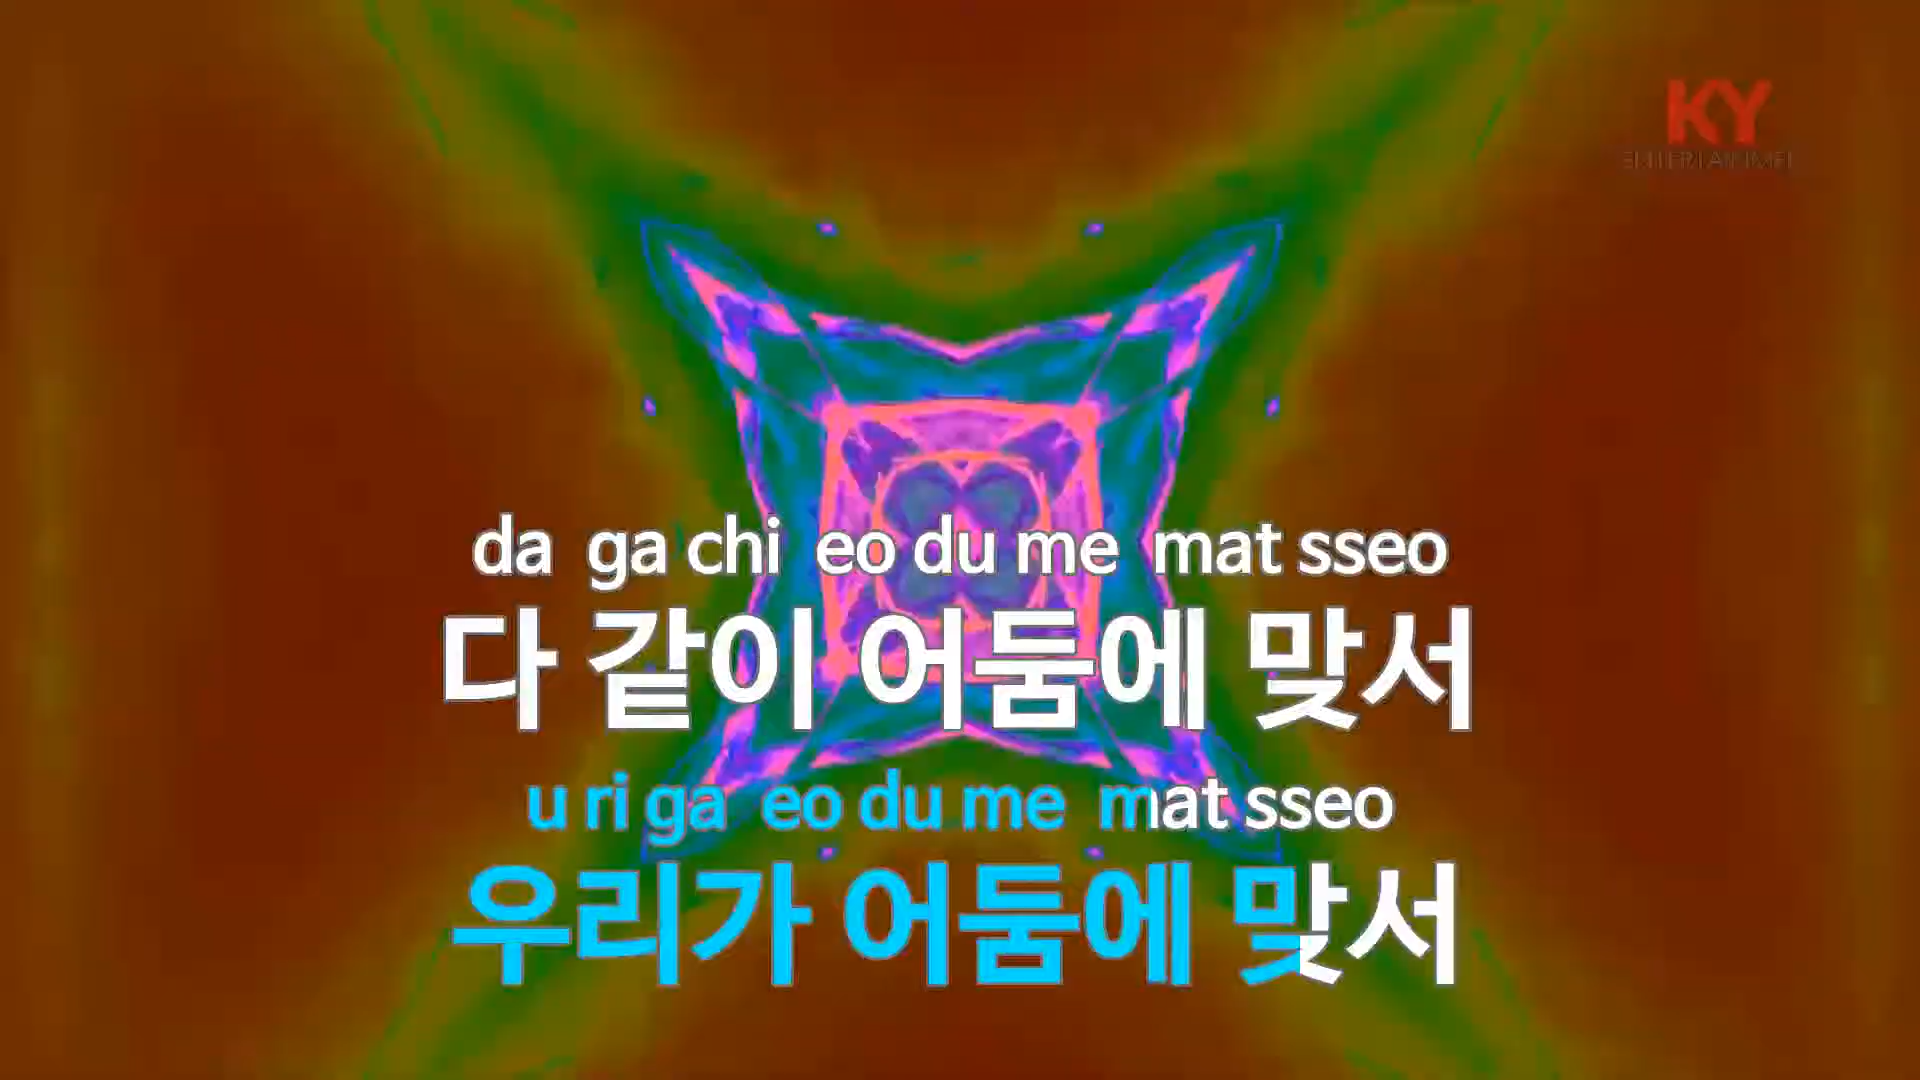 KY
ENTERTAINMENT
da ga chi eo du me mat sseo
다 같이 어둠에 맞서
u ri ga eo du me mat sseo
우리가 어둠에 맞서